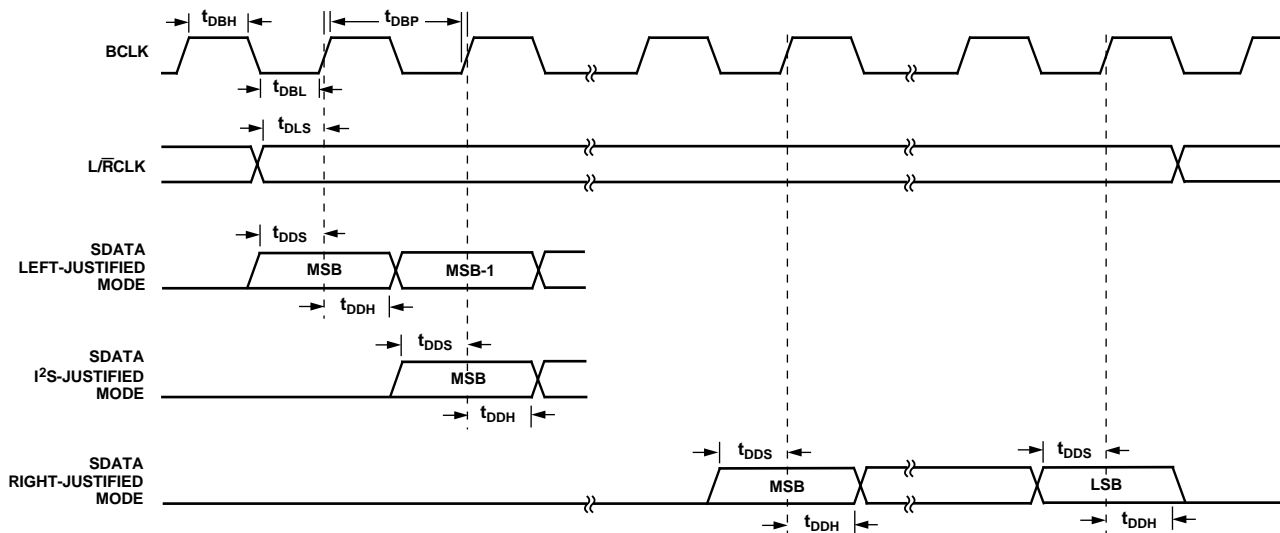 tDBH
tDBP
BCLK
tDBL
tDLS
L/R̅CLK
tDDS
SDATA
LEFT-JUSTIFIED
MODE
MSB
MSB-1
tDDH
SDATA
I²S-JUSTIFIED
MODE
tDDS
MSB
tDDH
SDATA
RIGHT-JUSTIFIED
MODE
tDDS
tDDS
MSB
LSB
tDDH
tDDH